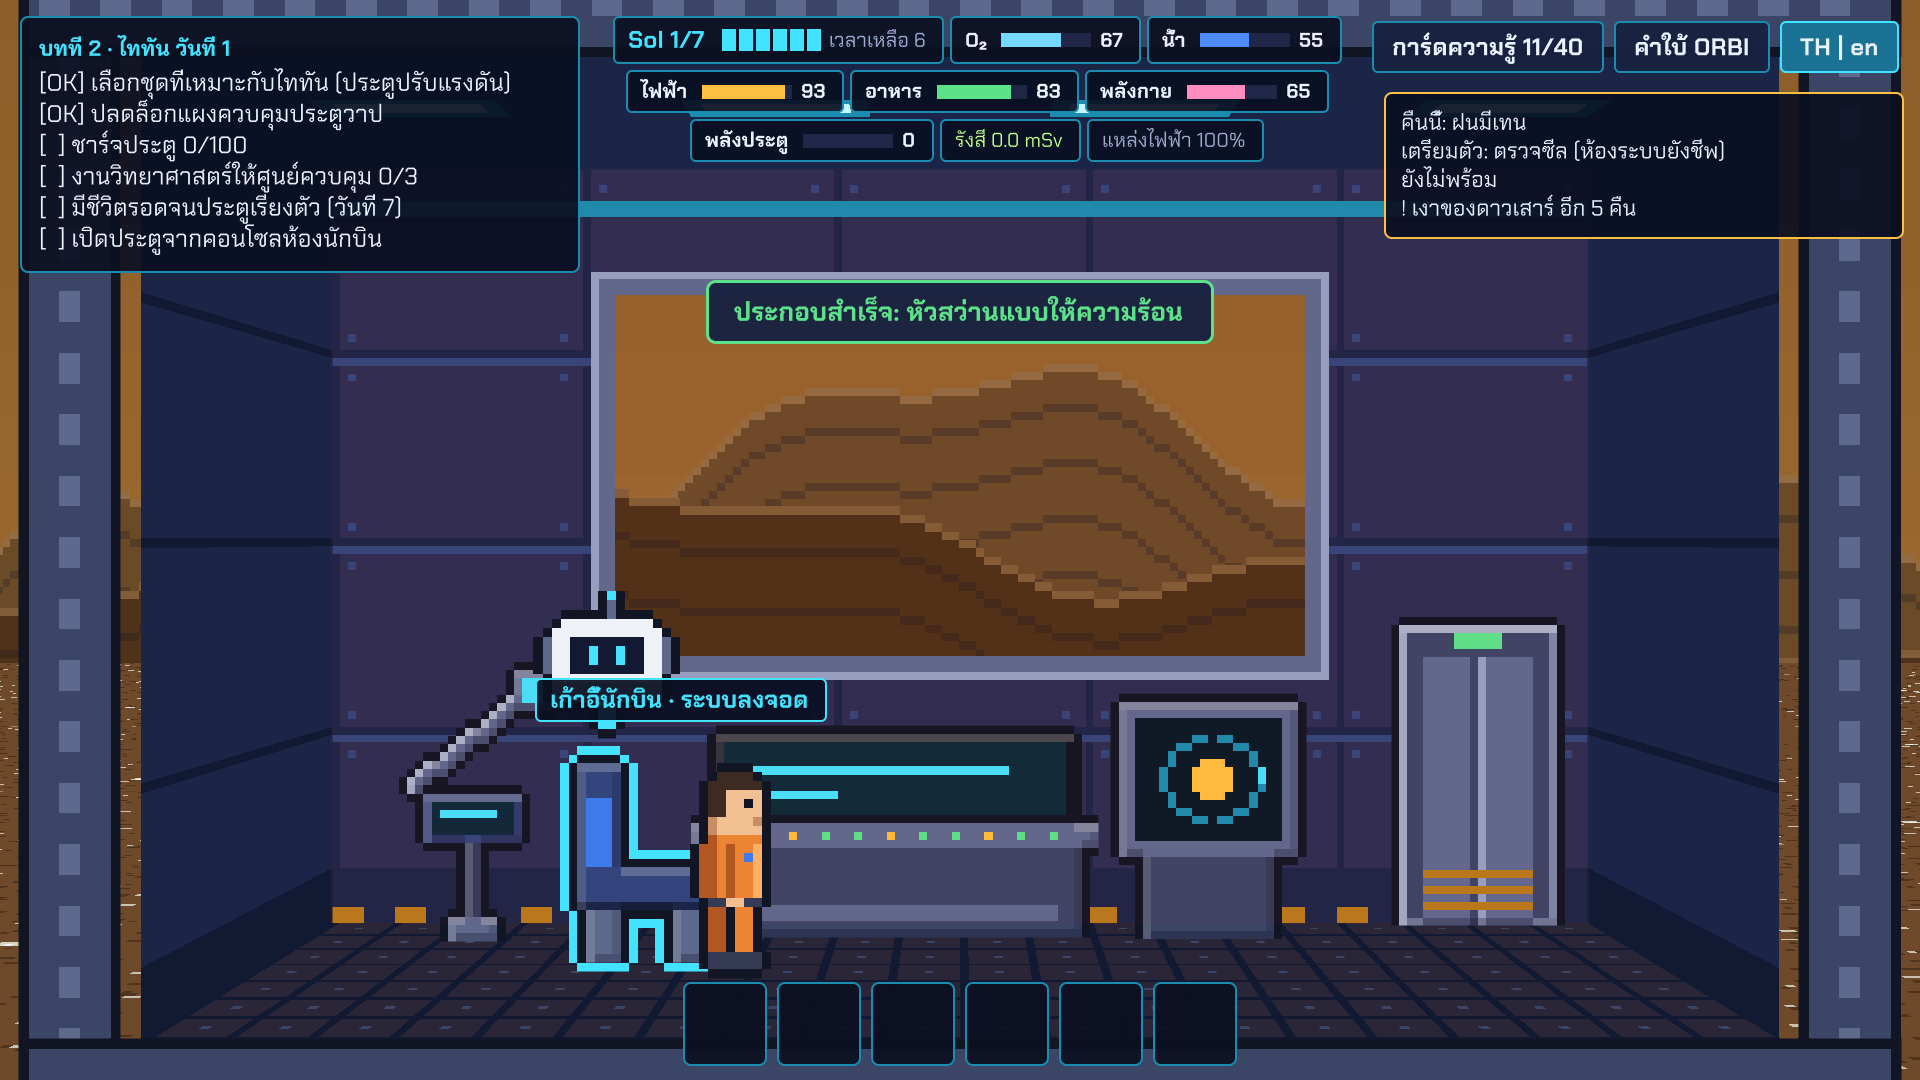 บทที่ 2 · ไททัน วันที่ 1
[OK] เลือกชุดที่เหมาะกับไททัน (ประตูปรับแรงดัน)
[OK] ปลดล็อกแผงควบคุมประตูวาป
[ ] ชาร์จประตู 0/100
[ ] งานวิทยาศาสตร์ให้ศูนย์ควบคุม 0/3
[ ] มีชีวิตรอดจนประตูเรียงตัว (วันที่ 7)
[ ] เปิดประตูจากคอนโซลห้องนักบิน
Sol 1/7 เวลาเหลือ 6
O₂ 67
น้ำ 55
ไฟฟ้า 93
อาหาร 83
พลังกาย 65
พลังประตู 0
รังสี 0.0 mSv
แหล่งไฟฟ้า 100%
การ์ดความรู้ 11/40
คำใบ้ ORBI
TH | en
คืนนี้: ฝนมีเทน
เตรียมตัว: ตรวจซีล (ห้องระบบยังชีพ)
ยังไม่พร้อม
! เงาของดาวเสาร์ อีก 5 คืน
ประกอบสำเร็จ: หัวสว่านแบบให้ความร้อน
เก้าอี้นักบิน · ระบบลงจอด